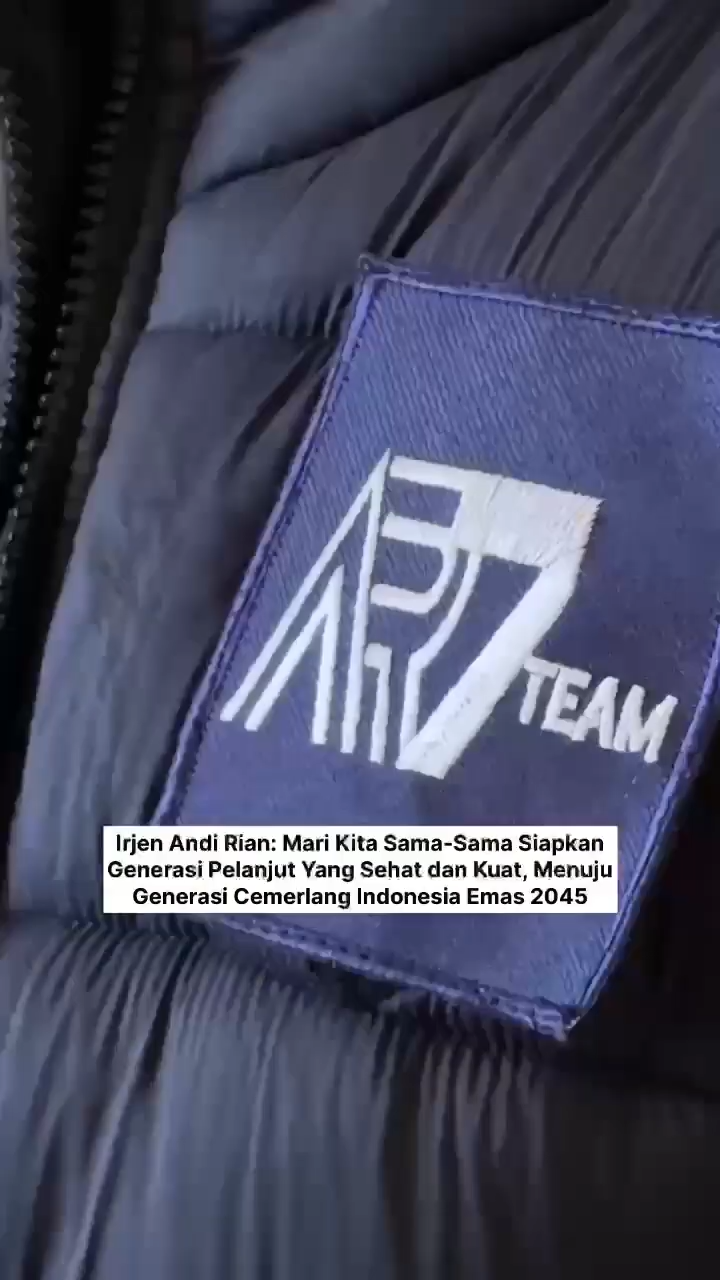 AR7
TEAM
Irjen Andi Rian: Mari Kita Sama-Sama Siapkan
Generasi Pelanjut Yang Sehat dan Kuat, Menuju
Generasi Cemerlang Indonesia Emas 2045